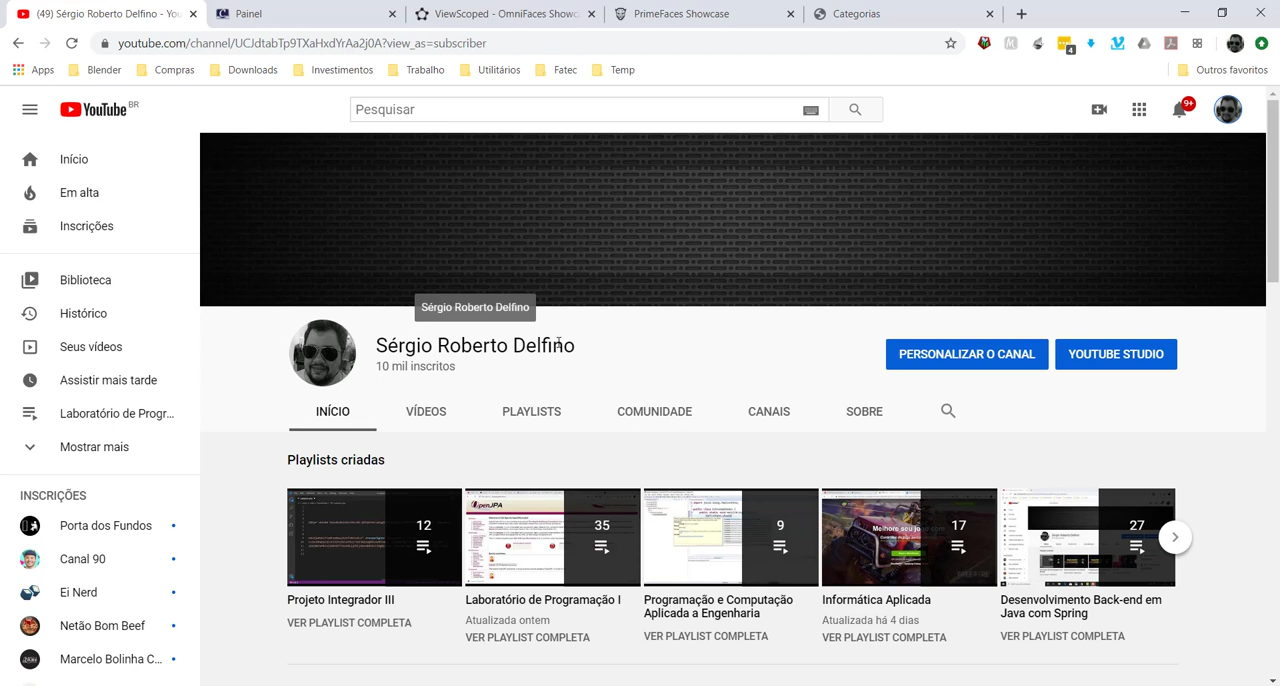 (49) Sérgio Roberto Delfino - You
Painel
ViewScoped - OmniFaces Showca
PrimeFaces Showcase
Categorias
youtube.com/channel/UCJdtabTp9TXaHxdYrAa2j0A?view_as=subscriber
4
Apps
Blender
Compras
Downloads
Investimentos
Trabalho
Utilitários
Fatec
Temp
Outros favoritos
YouTube BR
Pesquisar
9+
Início
Em alta
Inscrições
Biblioteca
Histórico
Seus vídeos
Assistir mais tarde
Laboratório de Progr...
Mostrar mais
INSCRIÇÕES
Porta dos Fundos
Canal 90
Ei Nerd
Netão Bom Beef
Marcelo Bolinha C...
Sérgio Roberto Delfino
Sérgio Roberto Delfino
10 mil inscritos
PERSONALIZAR O CANAL
YOUTUBE STUDIO
INÍCIO
VÍDEOS
PLAYLISTS
COMUNIDADE
CANAIS
SOBRE
Playlists criadas
12
Projeto Integrador I
VER PLAYLIST COMPLETA
35
Laboratório de Programação I
Atualizada ontem
VER PLAYLIST COMPLETA
9
Programação e Computação
Aplicada a Engenharia
VER PLAYLIST COMPLETA
17
Informática Aplicada
Atualizada há 4 dias
VER PLAYLIST COMPLETA
27
Desenvolvimento Back-end em
Java com Spring
VER PLAYLIST COMPLETA